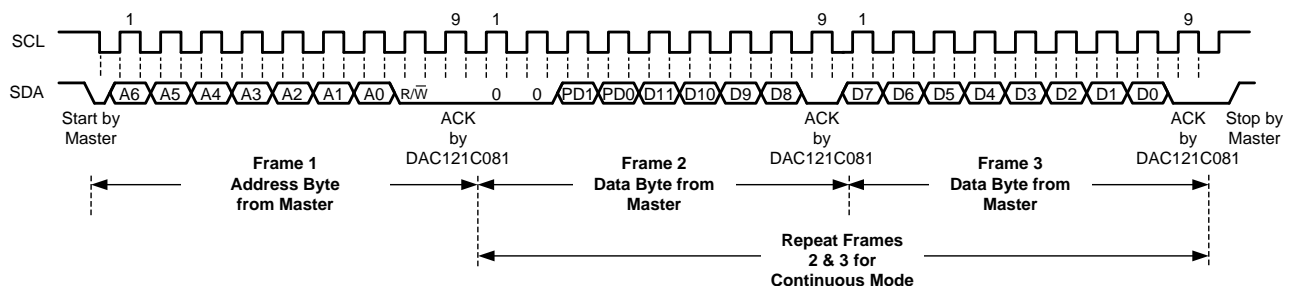 1 9 1 9 1 9
SCL
SDA A6 A5 A4 A3 A2 A1 A0 R/W̅ 0 0 PD1 PD0 D11 D10 D9 D8 D7 D6 D5 D4 D3 D2 D1 D0
Start by
Master
ACK
by
DAC121C081
ACK
by
DAC121C081
ACK
by
DAC121C081
Stop by
Master
Frame 1
Address Byte
from Master
Frame 2
Data Byte from
Master
Frame 3
Data Byte from
Master
Repeat Frames
2 & 3 for
Continuous Mode